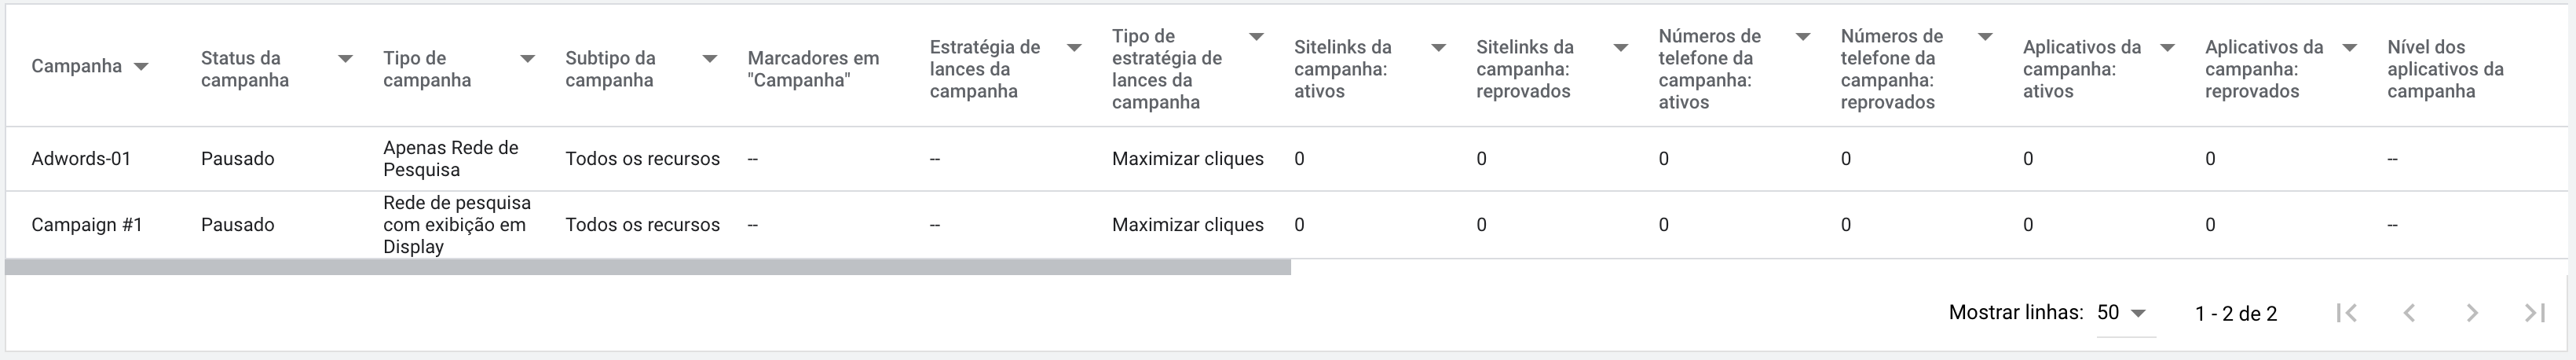 Campanha
Status da
campanha
Tipo de
campanha
Subtipo da
campanha
Marcadores em
"Campanha"
Estratégia de
lances da
campanha
Tipo de
estratégia de
lances da
campanha
Sitelinks da
campanha:
ativos
Sitelinks da
campanha:
reprovados
Números de
telefone da
campanha:
ativos
Números de
telefone da
campanha:
reprovados
Aplicativos da
campanha:
ativos
Aplicativos da
campanha:
reprovados
Nível dos
aplicativos da
campanha
Adwords-01
Pausado
Apenas Rede de
Pesquisa
Todos os recursos
--
--
Maximizar cliques
0
0
0
0
0
0
--
Campaign #1
Pausado
Rede de pesquisa
com exibição em
Display
Todos os recursos
--
--
Maximizar cliques
0
0
0
0
0
0
--
Mostrar linhas: 50
1 - 2 de 2